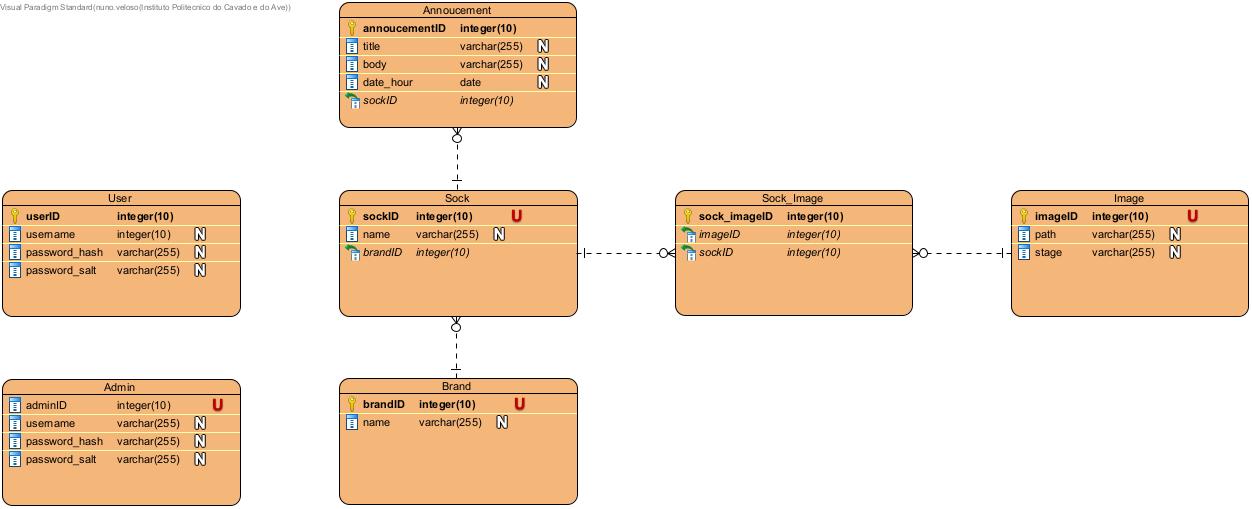 Visual Paradigm Standard(nuno.veloso(Instituto Politecnico do Cavado e do Ave))
Annoucement
annoucementID integer(10)
title varchar(255) N
body varchar(255) N
date_hour date N
sockID integer(10)
User
userID integer(10)
username integer(10) N
password_hash varchar(255) N
password_salt varchar(255) N
Sock
sockID integer(10) U
name varchar(255) N
brandID integer(10)
Sock_Image
sock_imageID integer(10)
imageID integer(10)
sockID integer(10)
Image
imageID integer(10) U
path varchar(255) N
stage varchar(255) N
Admin
adminID integer(10) U
username varchar(255) N
password_hash varchar(255) N
password_salt varchar(255) N
Brand
brandID integer(10) U
name varchar(255) N